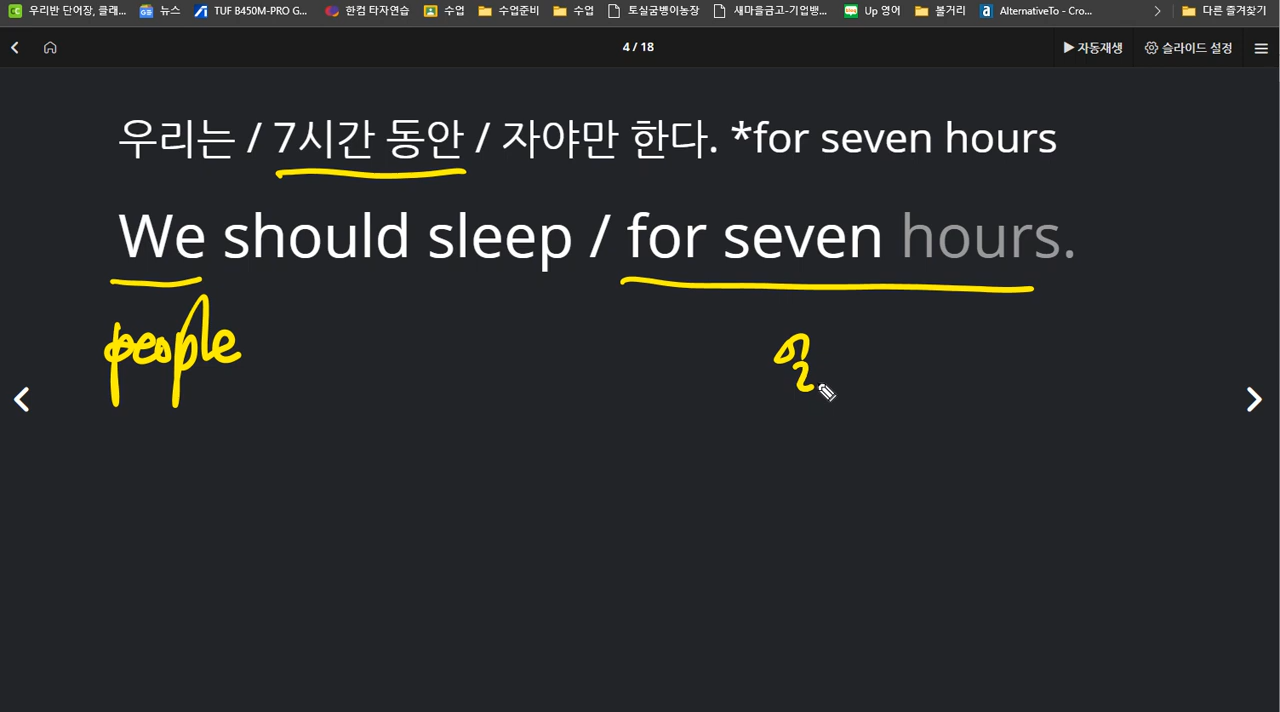 우리반 단어장, 클래... 뉴스 TUF B450M-PRO G... 한컴 타자연습 수업 수업준비 수업 토실굼벵이농장 새마을금고-기업뱅... Up 영어 볼거리 AlternativeTo - Cro... 다른 즐겨찾기
4 / 18 자동재생 슬라이드 설정
우리는 / 7시간 동안 / 자야만 한다. *for seven hours
We should sleep / for seven hours.
people